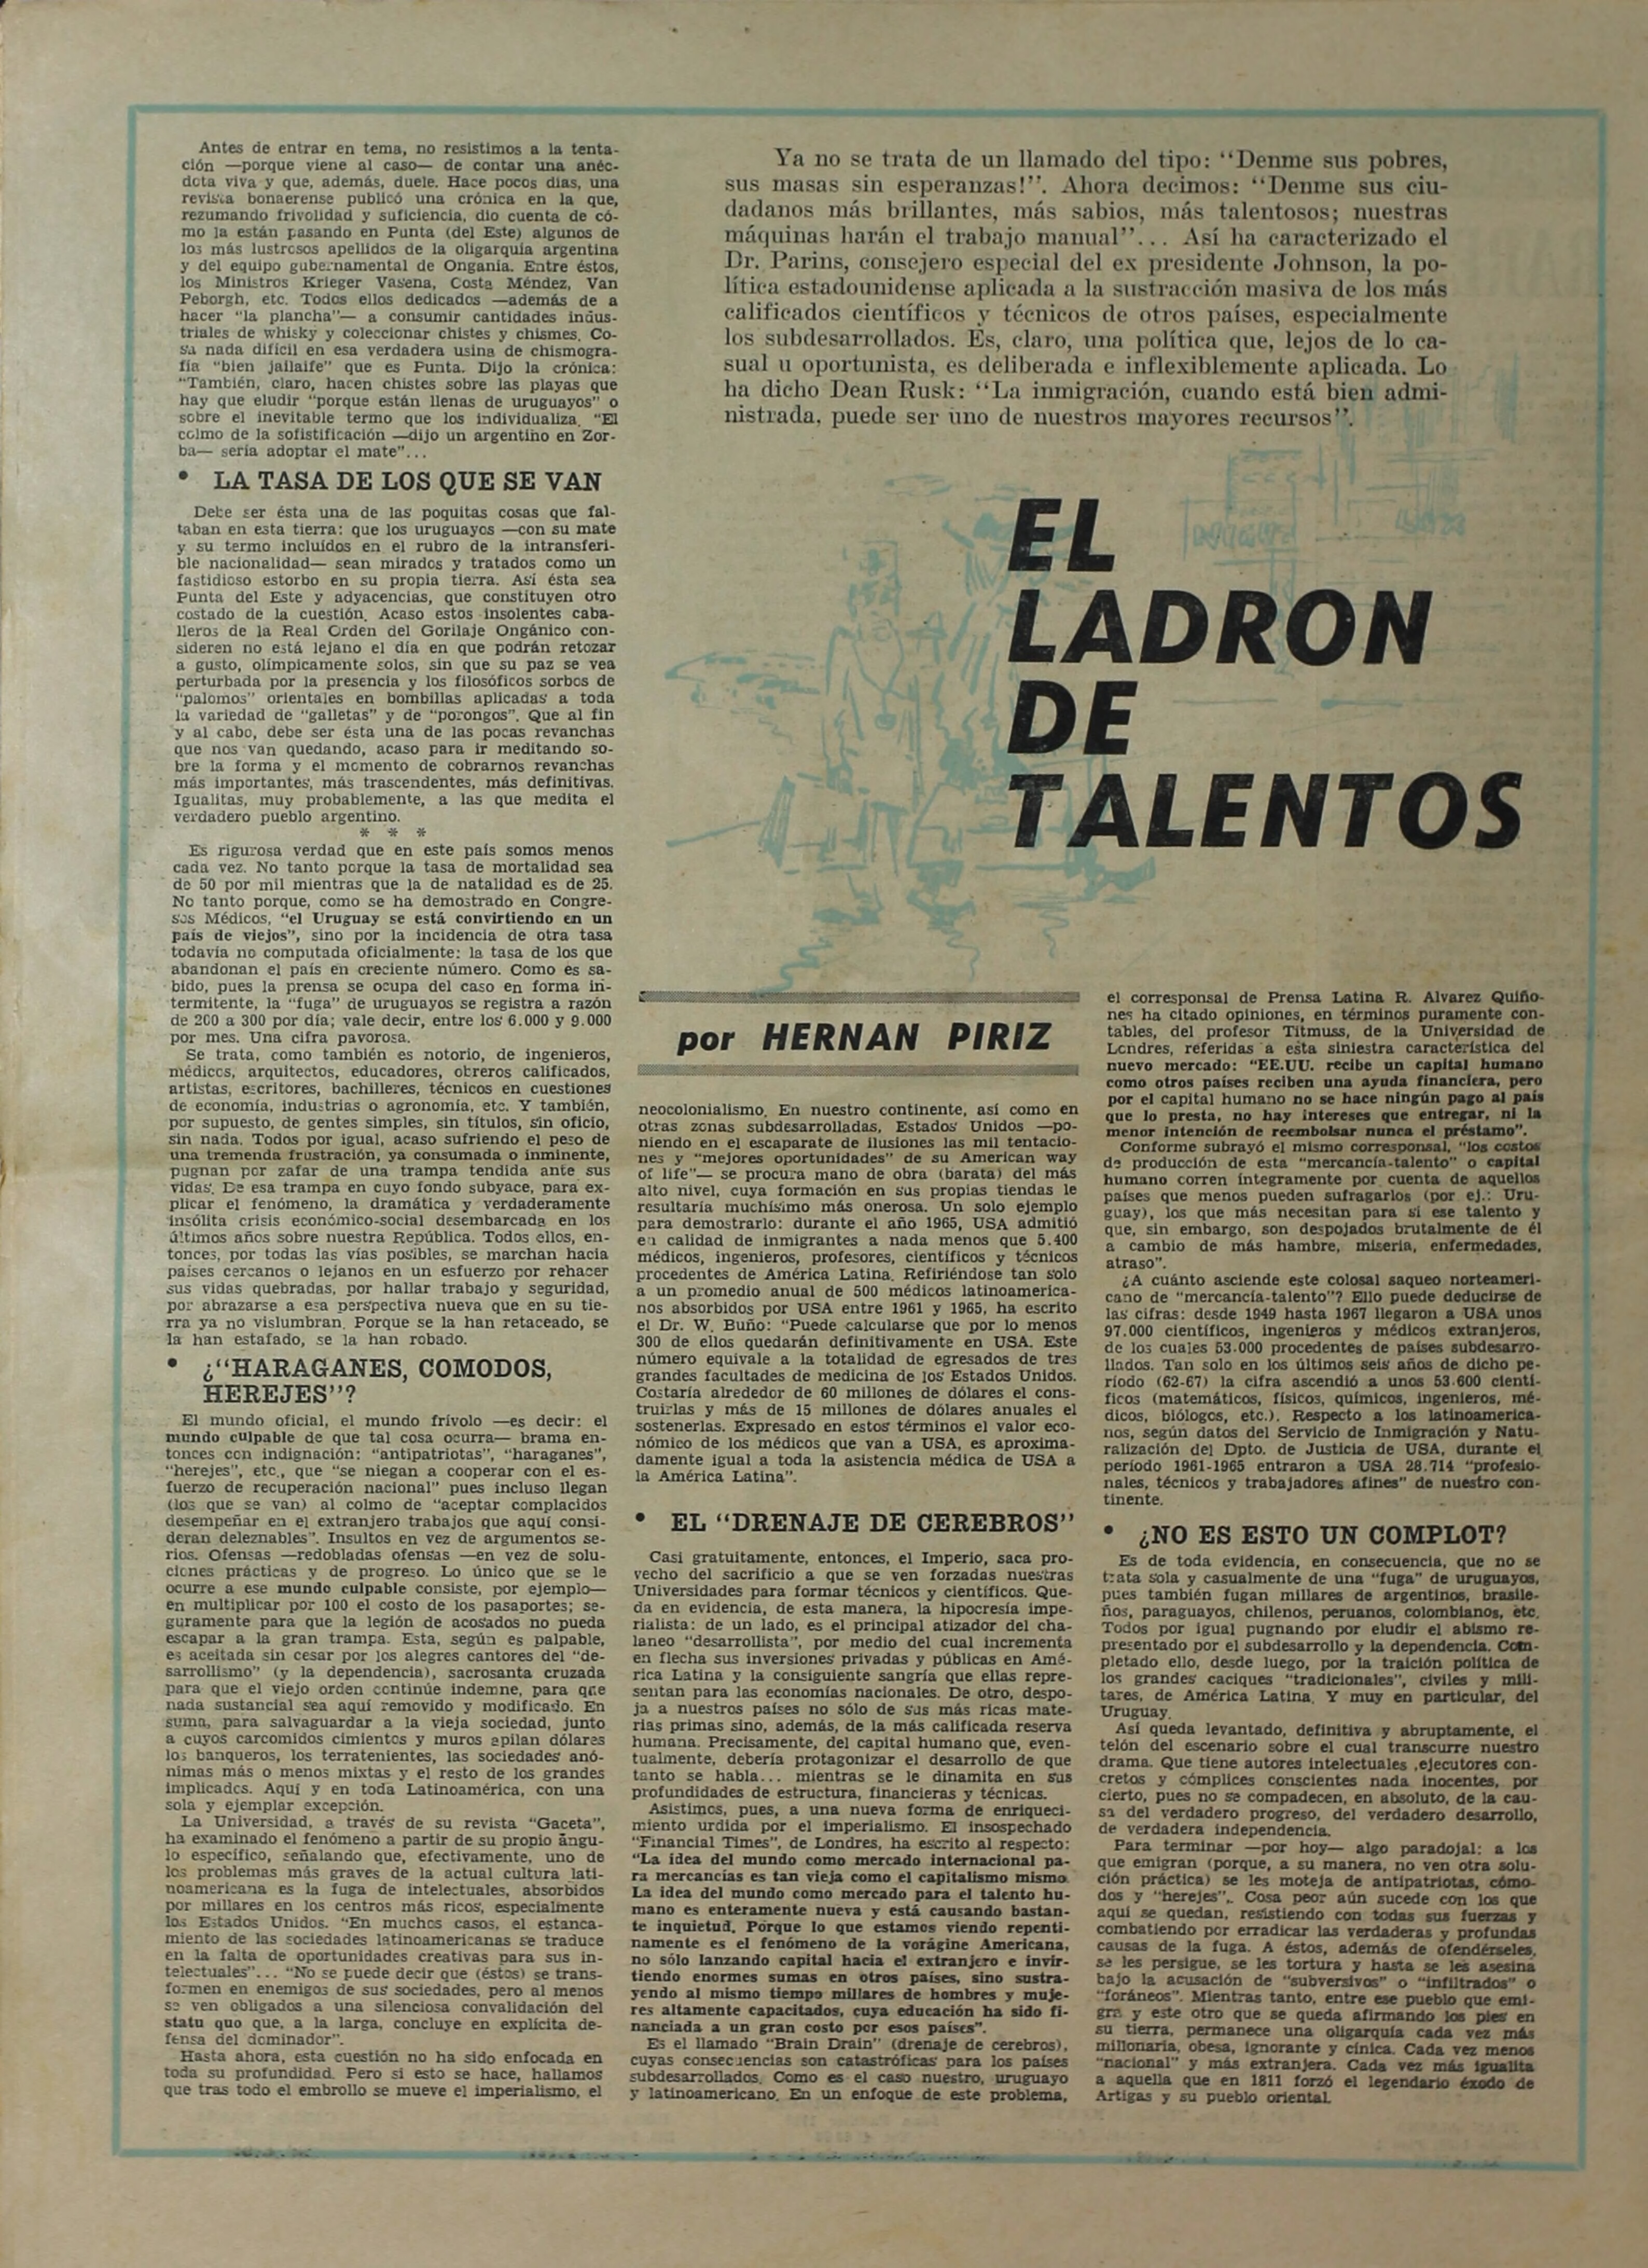 Ya no se trata de un llamado del tipo: “Denme sus pobres,
sus masas sin esperanzas!”. Ahora decimos: “Denme sus ciu-
dadanos más brillantes, más sabios, más talentosos; nuestras
máquinas harán el trabajo manual”... Así ha caracterizado el
Dr. Parins, consejero especial del ex presidente Johnson, la po-
lítica estadounidense aplicada a la sustracción masiva de los más
calificados científicos y técnicos de otros países, especialmente
los subdesarrollados. Es, claro, una política que, lejos de lo ca-
sual u oportunista, es deliberada e inflexiblemente aplicada. Lo
ha dicho Dean Rusk: “La inmigración, cuando está bien admi-
nistrada, puede ser uno de nuestros mayores recursos”.
EL
LADRON
DE
TALENTOS
por HERNAN PIRIZ
Antes de entrar en tema, no resistimos a la tenta-
ción —porque viene al caso— de contar una anéc-
dota viva y que, además, duele. Hace pocos días, una
revista bonaerense publicó una crónica en la que,
rezumando frivolidad y suficiencia, dio cuenta de có-
mo la están pasando en Punta (del Este) algunos de
los más lustrosos apellidos de la oligarquía argentina
y del equipo gubernamental de Onganía. Entre éstos,
los Ministros Krieger Vasena, Costa Méndez, Van
Peborgh, etc. Todos ellos dedicados —además de a
hacer “la plancha”— a consumir cantidades indus-
triales de whisky y coleccionar chistes y chismes. Co-
sa nada difícil en esa verdadera usina de chismogra-
fía “bien jailaife” que es Punta. Dijo la crónica:
“También, claro, hacen chistes sobre las playas que
hay que eludir “porque están llenas de uruguayos” o
sobre el inevitable termo que los individualiza. “El
colmo de la sofistificación —dijo un argentino en Zor-
ba— sería adoptar el mate”...
• LA TASA DE LOS QUE SE VAN
Debe ser ésta una de las poquitas cosas que fal-
taban en esta tierra: que los uruguayos —con su mate
y su termo incluídos en el rubro de la intransferi-
ble nacionalidad— sean mirados y tratados como un
fastidioso estorbo en su propia tierra. Así ésta sea
Punta del Este y adyacencias, que constituyen otro
costado de la cuestión. Acaso estos insolentes caba-
lleros de la Real Orden del Gorilaje Ongánico con-
sideren no está lejano el día en que podrán retozar
a gusto, olímpicamente solos, sin que su paz se vea
perturbada por la presencia y los filosóficos sorbos de
“palomos” orientales en bombillas aplicadas a toda
la variedad de “galletas” y de “porongos”. Que al fin
y al cabo, debe ser ésta una de las pocas revanchas
que nos van quedando, acaso para ir meditando so-
bre la forma y el momento de cobrarnos revanchas
más importantes, más trascendentes, más definitivas.
Igualitas, muy probablemente, a las que medita el
verdadero pueblo argentino.
* * *
Es rigurosa verdad que en este país somos menos
cada vez. No tanto porque la tasa de mortalidad sea
de 50 por mil mientras que la de natalidad es de 25.
No tanto porque, como se ha demostrado en Congre-
sos Médicos, “el Uruguay se está convirtiendo en un
país de viejos”, sino por la incidencia de otra tasa
todavía no computada oficialmente: la tasa de los que
abandonan el país en creciente número. Como es sa-
bido, pues la prensa se ocupa del caso en forma in-
termitente, la “fuga” de uruguayos se registra a razón
de 200 a 300 por día; vale decir, entre los 6.000 y 9.000
por mes. Una cifra pavorosa.
Se trata, como también es notorio, de ingenieros,
médicos, arquitectos, educadores, obreros calificados,
artistas, escritores, bachilleres, técnicos en cuestiones
de economía, industrias o agronomía, etc. Y también,
por supuesto, de gentes simples, sin títulos, sin oficio,
sin nada. Todos por igual, acaso sufriendo el peso de
una tremenda frustración, ya consumada o inminente,
pugnan por zafar de una trampa tendida ante sus
vidas. De esa trampa en cuyo fondo subyace, para ex-
plicar el fenómeno, la dramática y verdaderamente
insólita crisis económico-social desembarcada en los
últimos años sobre nuestra República. Todos ellos, en-
tonces, por todas las vías posibles, se marchan hacia
países cercanos o lejanos en un esfuerzo por rehacer
sus vidas quebradas, por hallar trabajo y seguridad,
por abrazarse a esa perspectiva nueva que en su tie-
rra ya no vislumbran. Porque se la han retaceado, se
la han estafado, se la han robado.
• ¿“HARAGANES, COMODOS,
HEREJES”?
El mundo oficial, el mundo frívolo —es decir: el
mundo culpable de que tal cosa ocurra— brama en-
tonces con indignación: “antipatriotas”, “haraganes”,
“herejes”, etc., que “se niegan a cooperar con el es-
fuerzo de recuperación nacional” pues incluso llegan
(los que se van) al colmo de “aceptar complacidos
desempeñar en el extranjero trabajos que aquí consi-
deran deleznables”. Insultos en vez de argumentos se-
rios. Ofensas —redobladas ofensas —en vez de solu-
ciones prácticas y de progreso. Lo único que se le
ocurre a ese mundo culpable consiste, por ejemplo—
en multiplicar por 100 el costo de los pasaportes; se-
guramente para que la legión de acosados no pueda
escapar a la gran trampa. Esta, según es palpable,
es aceitada sin cesar por los alegres cantores del “de-
sarrollismo” (y la dependencia), sacrosanta cruzada
para que el viejo orden continúe indemne, para que
nada sustancial sea aquí removido y modificado. En
suma, para salvaguardar a la vieja sociedad, junto
a cuyos carcomidos cimientos y muros apilan dólares
los banqueros, los terratenientes, las sociedades anó-
nimas más o menos mixtas y el resto de los grandes
implicados. Aquí y en toda Latinoamérica, con una
sola y ejemplar excepción.
La Universidad, a través de su revista “Gaceta”,
ha examinado el fenómeno a partir de su propio ángu-
lo específico, señalando que, efectivamente, uno de
los problemas más graves de la actual cultura lati-
noamericana es la fuga de intelectuales, absorbidos
por millares en los centros más ricos, especialmente
los Estados Unidos. “En muchos casos, el estanca-
miento de las sociedades latinoamericanas se traduce
en la falta de oportunidades creativas para sus in-
telectuales”... “No se puede decir que (éstos) se trans-
formen en enemigos de sus sociedades, pero al menos
se ven obligados a una silenciosa convalidación del
statu quo que, a la larga, concluye en explícita de-
fensa del dominador”.
Hasta ahora, esta cuestión no ha sido enfocada en
toda su profundidad. Pero si esto se hace, hallamos
que tras todo el embrollo se mueve el imperialismo, el
neocolonialismo. En nuestro continente, así como en
otras zonas subdesarrolladas, Estados Unidos —po-
niendo en el escaparate de ilusiones las mil tentacio-
nes y “mejores oportunidades” de su American way
of life”— se procura mano de obra (barata) del más
alto nivel, cuya formación en sus propias tiendas le
resultaría muchísimo más onerosa. Un solo ejemplo
para demostrarlo: durante el año 1965, USA admitió
en calidad de inmigrantes a nada menos que 5.400
médicos, ingenieros, profesores, científicos y técnicos
procedentes de América Latina. Refiriéndose tan solo
a un promedio anual de 500 médicos latinoamerica-
nos absorbidos por USA entre 1961 y 1965, ha escrito
el Dr. W. Buño: “Puede calcularse que por lo menos
300 de ellos quedarán definitivamente en USA. Este
número equivale a la totalidad de egresados de tres
grandes facultades de medicina de los Estados Unidos.
Costaría alrededor de 60 millones de dólares el cons-
truirlas y más de 15 millones de dólares anuales el
sostenerlas. Expresado en estos términos el valor eco-
nómico de los médicos que van a USA, es aproxima-
damente igual a toda la asistencia médica de USA a
la América Latina”.
• EL “DRENAJE DE CEREBROS”
Casi gratuitamente, entonces, el Imperio, saca pro-
vecho del sacrificio a que se ven forzadas nuestras
Universidades para formar técnicos y científicos. Que-
da en evidencia, de esta manera, la hipocresía impe-
rialista: de un lado, es el principal atizador del cha-
laneo “desarrollista”, por medio del cual incrementa
en flecha sus inversiones privadas y públicas en Amé-
rica Latina y la consiguiente sangría que ellas repre-
sentan para las economías nacionales. De otro, despo-
ja a nuestros países no sólo de sus más ricas mate-
rias primas sino, además, de la más calificada reserva
humana. Precisamente, del capital humano que, even-
tualmente, debería protagonizar el desarrollo de que
tanto se habla... mientras se le dinamita en sus
profundidades de estructura, financieras y técnicas.
Asistimos, pues, a una nueva forma de enriqueci-
miento urdida por el imperialismo. El insospechado
“Financial Times”, de Londres, ha escrito al respecto:
“La idea del mundo como mercado internacional pa-
ra mercancías es tan vieja como el capitalismo mismo.
La idea del mundo como mercado para el talento hu-
mano es enteramente nueva y está causando bastan-
te inquietud. Porque lo que estamos viendo repenti-
namente es el fenómeno de la vorágine Americana,
no sólo lanzando capital hacia el extranjero e invir-
tiendo enormes sumas en otros países, sino sustra-
yendo al mismo tiempo millares de hombres y muje-
res altamente capacitados, cuya educación ha sido fi-
nanciada a un gran costo por esos países”.
Es el llamado “Brain Drain” (drenaje de cerebros),
cuyas consecuencias son catastróficas para los países
subdesarrollados. Como es el caso nuestro, uruguayo
y latinoamericano. En un enfoque de este problema,
el corresponsal de Prensa Latina R. Alvarez Quiño-
nes ha citado opiniones, en términos puramente con-
tables, del profesor Titmuss, de la Universidad de
Londres, referidas a esta siniestra característica del
nuevo mercado: “EE.UU. recibe un capital humano
como otros países reciben una ayuda financiera, pero
por el capital humano no se hace ningún pago al país
que lo presta, no hay intereses que entregar, ni la
menor intención de reembolsar nunca el préstamo”.
Conforme subrayó el mismo corresponsal, “los costos
de producción de esta “mercancía-talento” o capital
humano corren íntegramente por cuenta de aquellos
países que menos pueden sufragarlos (por ej.: Uru-
guay), los que más necesitan para sí ese talento y
que, sin embargo, son despojados brutalmente de él
a cambio de más hambre, miseria, enfermedades,
atraso”.
¿A cuánto asciende este colosal saqueo norteameri-
cano de “mercancía-talento”? Ello puede deducirse de
las cifras: desde 1949 hasta 1967 llegaron a USA unos
97.000 científicos, ingenieros y médicos extranjeros,
de los cuales 53.000 procedentes de países subdesarro-
llados. Tan solo en los últimos seis años de dicho pe-
ríodo (62-67) la cifra ascendió a unos 53.600 cientí-
ficos (matemáticos, físicos, químicos, ingenieros, mé-
dicos, biólogos, etc.). Respecto a los latinoamerica-
nos, según datos del Servicio de Inmigración y Natu-
ralización del Dpto. de Justicia de USA, durante el
período 1961-1965 entraron a USA 28.714 “profesio-
nales, técnicos y trabajadores afines” de nuestro con-
tinente.
• ¿NO ES ESTO UN COMPLOT?
Es de toda evidencia, en consecuencia, que no se
trata sola y casualmente de una “fuga” de uruguayos,
pues también fugan millares de argentinos, brasile-
ños, paraguayos, chilenos, peruanos, colombianos, etc.
Todos por igual pugnando por eludir el abismo re-
presentado por el subdesarrollo y la dependencia. Com-
pletado ello, desde luego, por la traición política de
los grandes caciques “tradicionales”, civiles y mili-
tares, de América Latina. Y muy en particular, del
Uruguay.
Así queda levantado, definitiva y abruptamente, el
telón del escenario sobre el cual transcurre nuestro
drama. Que tiene autores intelectuales ,ejecutores con-
cretos y cómplices conscientes nada inocentes, por
cierto, pues no se compadecen, en absoluto, de la cau-
sa del verdadero progreso, del verdadero desarrollo,
de verdadera independencia.
Para terminar —por hoy— algo paradojal: a los
que emigran (porque, a su manera, no ven otra solu-
ción práctica) se les moteja de antipatriotas, cómo-
dos y “herejes”. Cosa peor aún sucede con los que
aquí se quedan, resistiendo con todas sus fuerzas y
combatiendo por erradicar las verdaderas y profundas
causas de la fuga. A éstos, además de ofendérseles,
se les persigue, se les tortura y hasta se les asesina
bajo la acusación de “subversivos” o “infiltrados” o
“foráneos”. Mientras tanto, entre ese pueblo que emi-
gra y este otro que se queda afirmando los pies en
su tierra, permanece una oligarquía cada vez más
millonaria, obesa, ignorante y cínica. Cada vez menos
“nacional” y más extranjera. Cada vez más igualita
a aquella que en 1811 forzó el legendario éxodo de
Artigas y su pueblo oriental.